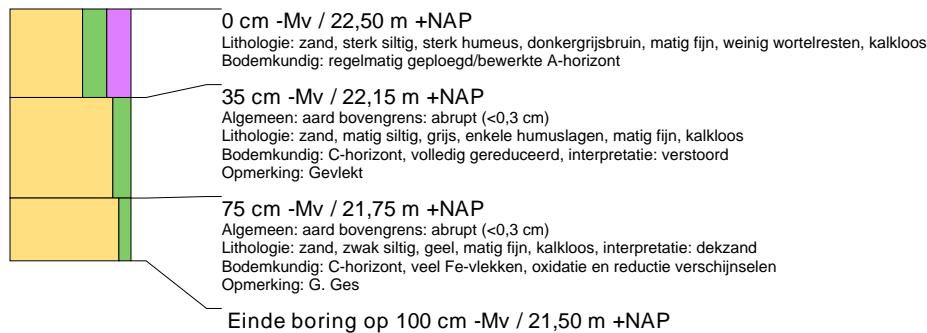 0 cm -Mv / 22,50 m +NAP
Lithologie: zand, sterk siltig, sterk humeus, donkergrijsbruin, matig fijn, weinig wortelresten, kalkloos
Bodemkundig: regelmatig geploegd/bewerkte A-horizont
35 cm -Mv / 22,15 m +NAP
Algemeen: aard bovengrens: abrupt (<0,3 cm)
Lithologie: zand, matig siltig, grijs, enkele humuslagen, matig fijn, kalkloos
Bodemkundig: C-horizont, volledig gereduceerd, interpretatie: verstoord
Opmerking: Gevlekt
75 cm -Mv / 21,75 m +NAP
Algemeen: aard bovengrens: abrupt (<0,3 cm)
Lithologie: zand, zwak siltig, geel, matig fijn, kalkloos, interpretatie: dekzand
Bodemkundig: C-horizont, veel Fe-vlekken, oxidatie en reductie verschijnselen
Opmerking: G. Ges
Einde boring op 100 cm -Mv / 21,50 m +NAP